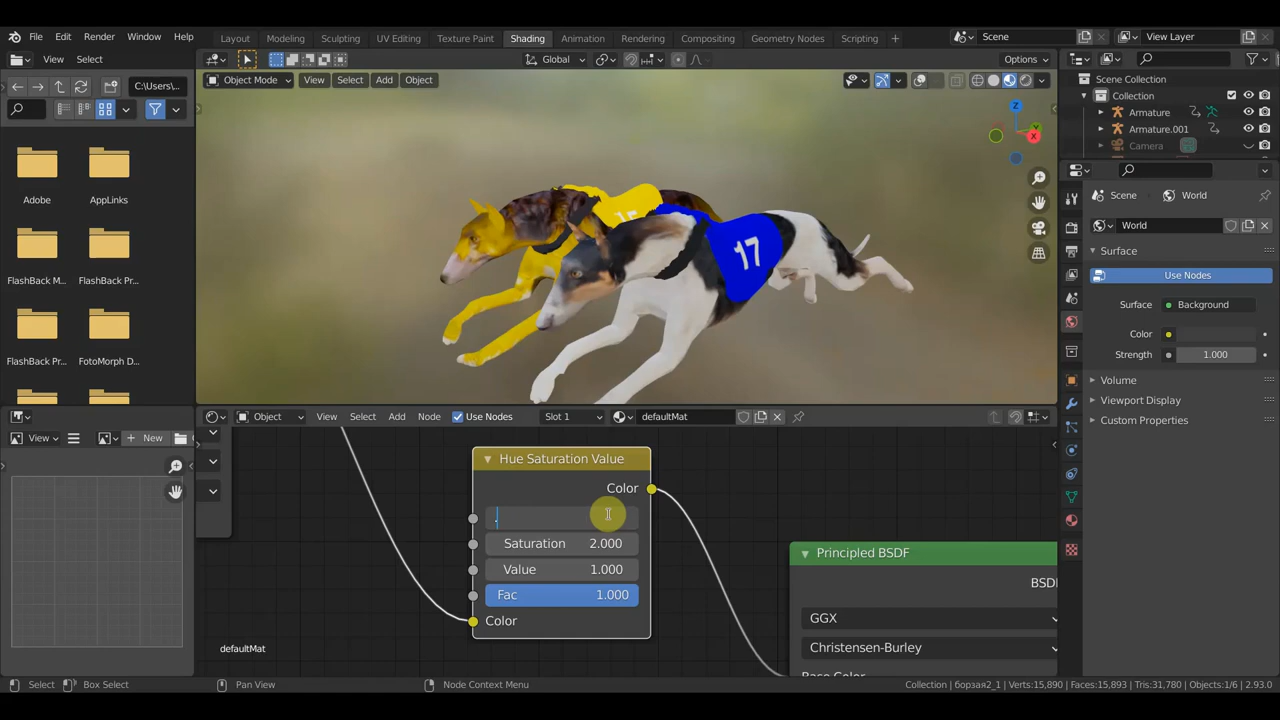 File Edit Render Window Help Layout Modeling Sculpting UV Editing Texture Paint Shading Animation Rendering Compositing Geometry Nodes Scripting Scene View Layer
View Select Global Options
C:\Users\... Object Mode View Select Add Object
Scene Collection
Collection
Armature
Armature.001
Camera
Adobe AppLinks
Scene World
World
Surface
FlashBack M... FlashBack Pr...
Use Nodes
17
Surface Background
Color
Strength 1.000
FlashBack Pr... FotoMorph D...
Volume
Viewport Display
Custom Properties
Object View Select Add Node Use Nodes Slot 1 defaultMat
View New
Hue Saturation Value
Color
.
Saturation 2.000
Value 1.000
Fac 1.000
Color
Principled BSDF
BSDF
GGX
Christensen-Burley
Base Color
defaultMat
Select Box Select Pan View Node Context Menu Collection | борзая2_1 | Verts:15,890 | Faces:15,893 | Tris:31,780 | Objects:1/6 | 2.93.0